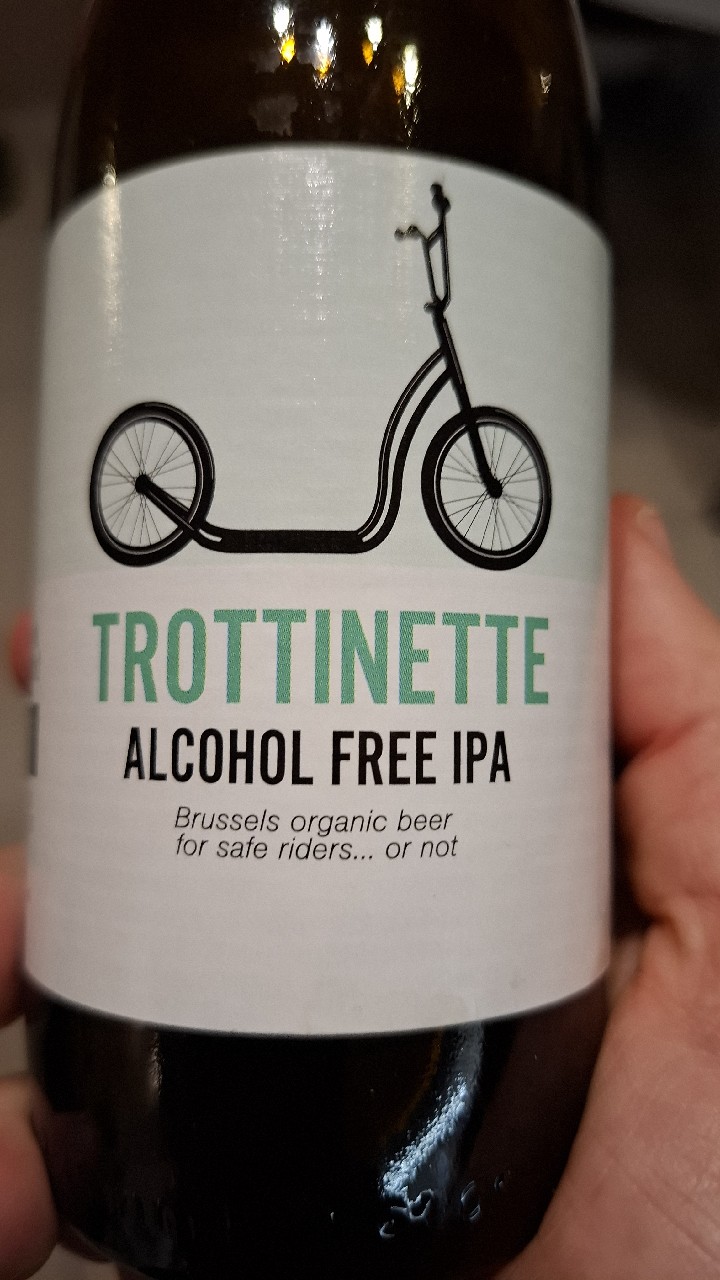 TROTTINETTE
ALCOHOL FREE IPA
Brussels organic beer
for safe riders... or not